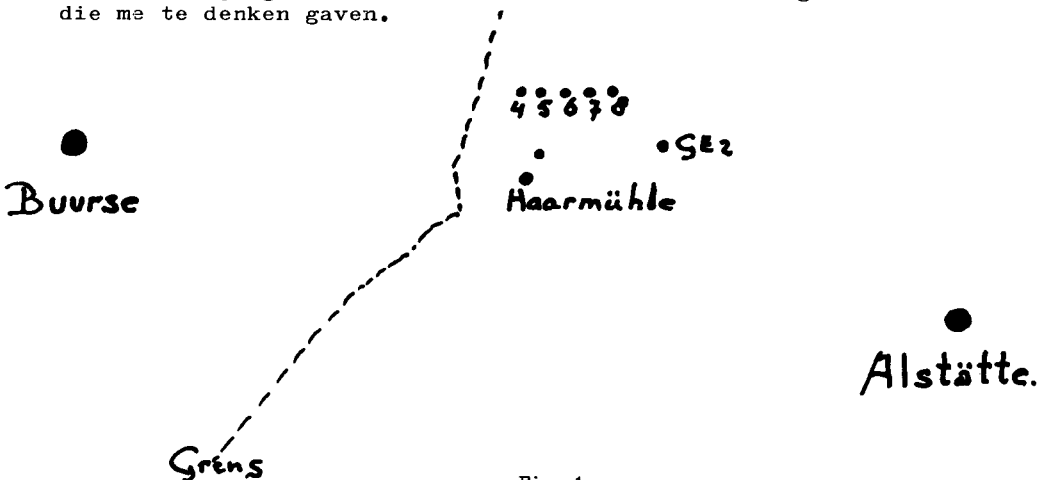 die me te denken gaven.
4 5 6 7 8
GE2
Buurse
Haarmühle
Alstätte.
Grens